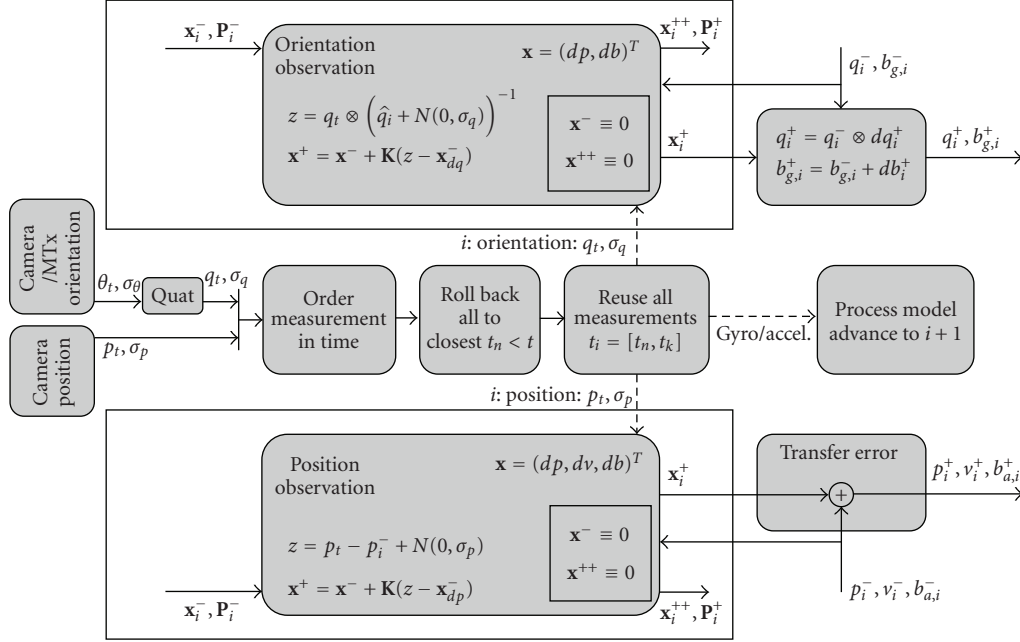 x_i^-, P_i^-
Orientation
observation
x = (dp, db)^T
z = q_t ⊗ (q̂_i + N(0, σ_q))^{-1}
x^+ = x^- + K(z − x_{dq}^-)
x^- ≡ 0
x^{++} ≡ 0
x_i^{++}, P_i^+
x_i^+
q_i^-, b_{g,i}^-
q_i^+ = q_i^- ⊗ dq_i^+
b_{g,i}^+ = b_{g,i}^- + db_i^+
q_i^+, b_{g,i}^+
i: orientation: q_t, σ_q
Camera
/MTx
orientation
θ_t, σ_θ
Quat
q_t, σ_q
Camera
position
p_t, σ_p
Order
measurement
in time
Roll back
all to
closest t_n < t
Reuse all
measurements
t_i = [t_n, t_k]
Gyro/accel.
Process model
advance to i + 1
i: position: p_t, σ_p
Position
observation
x = (dp, dv, db)^T
z = p_t − p_i^- + N(0, σ_p)
x^+ = x^- + K(z − x_{dp}^-)
x^- ≡ 0
x^{++} ≡ 0
x_i^-, P_i^-
x_i^+
x_i^{++}, P_i^+
Transfer error
+
p_i^+, v_i^+, b_{a,i}^+
p_i^-, v_i^-, b_{a,i}^-